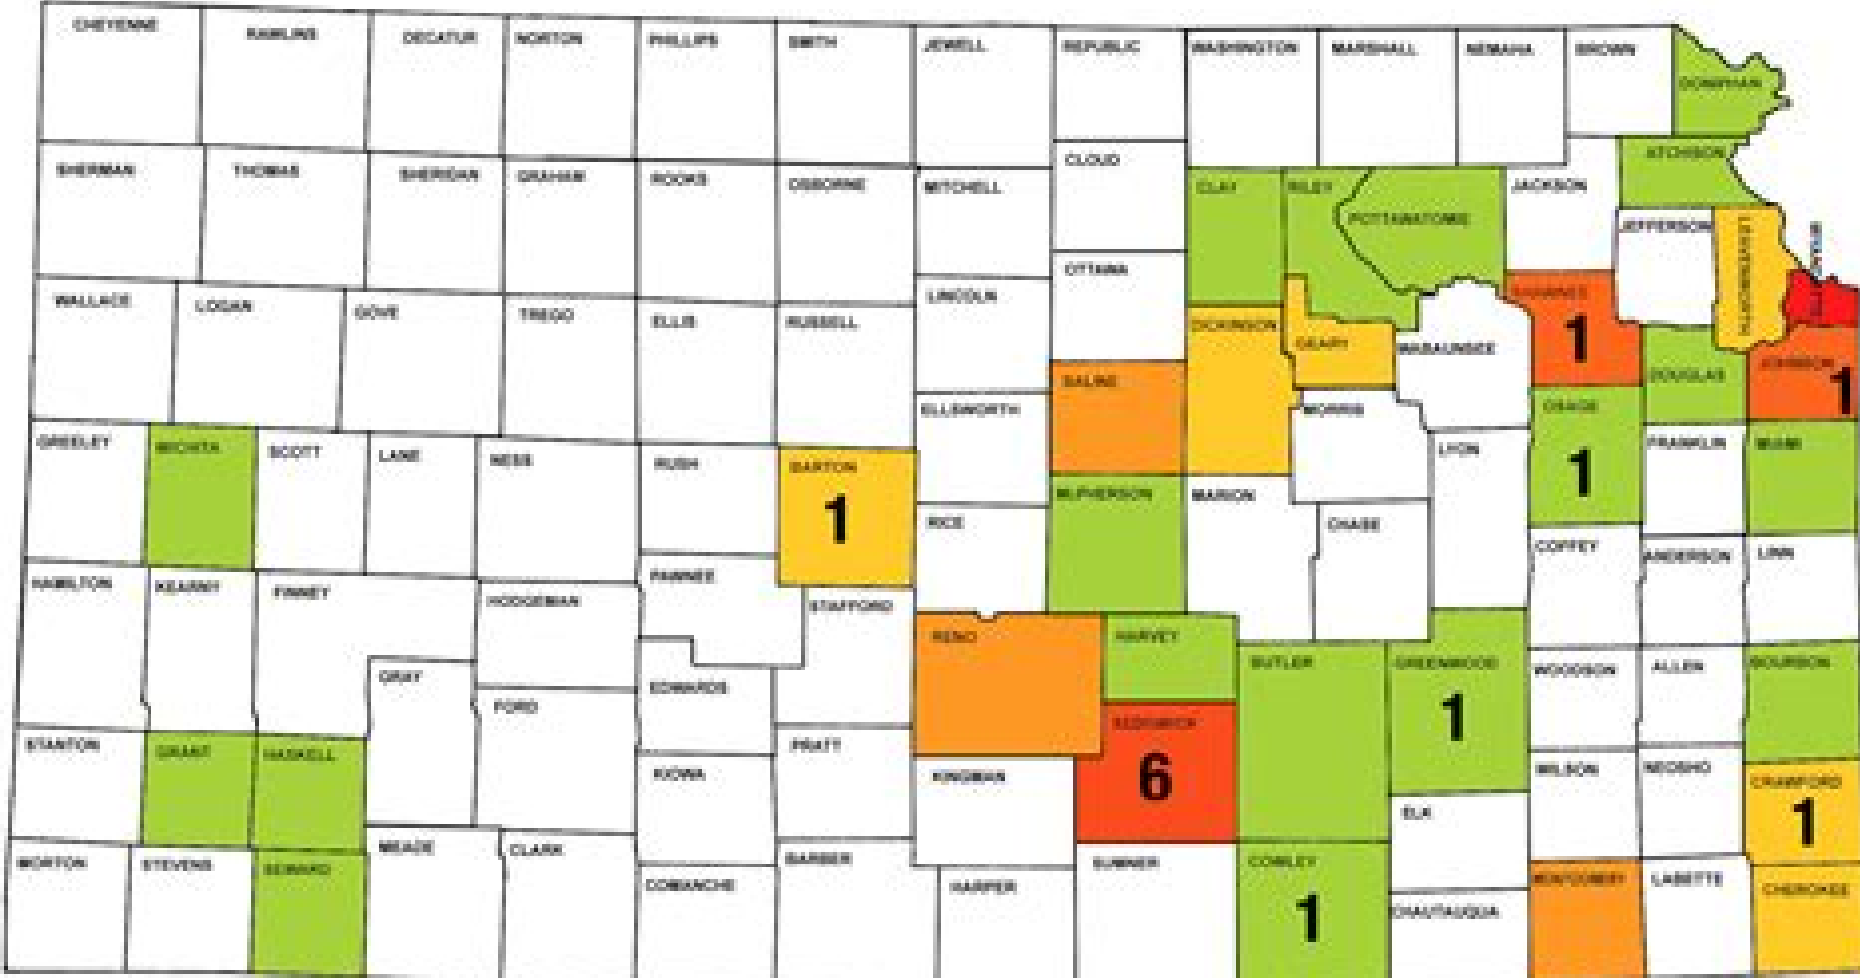 CHEYENNE
RAWLINS
DECATUR
NORTON
PHILLIPS
SMITH
JEWELL
REPUBLIC
WASHINGTON
MARSHALL
NEMAHA
BROWN
DONIPHAN
SHERMAN
THOMAS
SHERIDAN
GRAHAM
ROOKS
OSBORNE
MITCHELL
CLOUD
CLAY
RILEY
POTTAWATOMIE
JACKSON
ATCHISON
JEFFERSON
LEAVENWORTH
WYANDOTTE
WALLACE
LOGAN
GOVE
TREGO
ELLIS
RUSSELL
LINCOLN
OTTAWA
DICKINSON
GEARY
WABAUNSEE
SHAWNEE
1
DOUGLAS
JOHNSON
1
GREELEY
WICHITA
SCOTT
LANE
NESS
RUSH
BARTON
1
ELLSWORTH
SALINE
MORRIS
LYON
OSAGE
1
FRANKLIN
MIAMI
HAMILTON
KEARNY
FINNEY
HODGEMAN
PAWNEE
STAFFORD
RICE
MCPHERSON
MARION
CHASE
COFFEY
ANDERSON
LINN
GRAY
FORD
EDWARDS
RENO
HARVEY
BUTLER
GREENWOOD
1
WOODSON
ALLEN
BOURBON
STANTON
GRANT
HASKELL
KIOWA
PRATT
KINGMAN
SEDGWICK
6
ELK
WILSON
NEOSHO
CRAWFORD
1
MORTON
STEVENS
SEWARD
MEADE
CLARK
COMANCHE
BARBER
HARPER
SUMNER
COWLEY
1
CHAUTAUQUA
MONTGOMERY
LABETTE
CHEROKEE